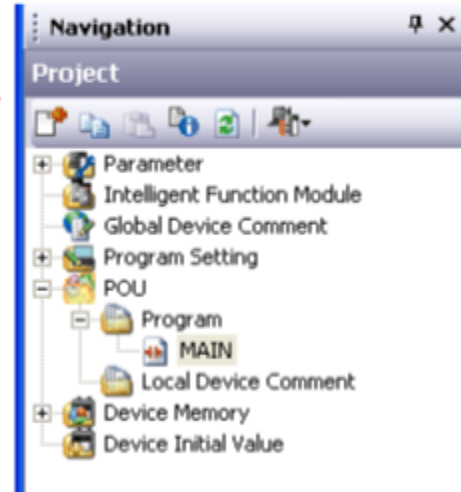 Navigation
Project
Parameter
Intelligent Function Module
Global Device Comment
Program Setting
POU
Program
MAIN
Local Device Comment
Device Memory
Device Initial Value